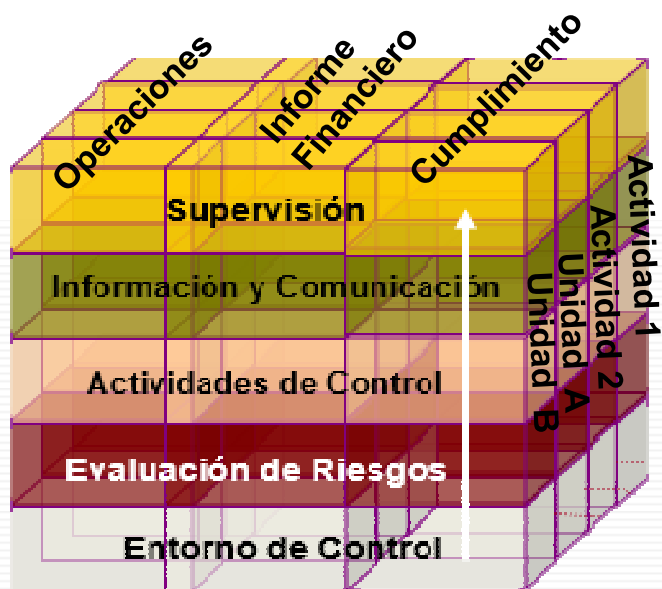 Operaciones
Informe
Financiero
Cumplimiento
Supervisión
Información y Comunicación
Actividades de Control
Evaluación de Riesgos
Entorno de Control
Unidad B
Unidad A
Actividad 2
Actividad 1